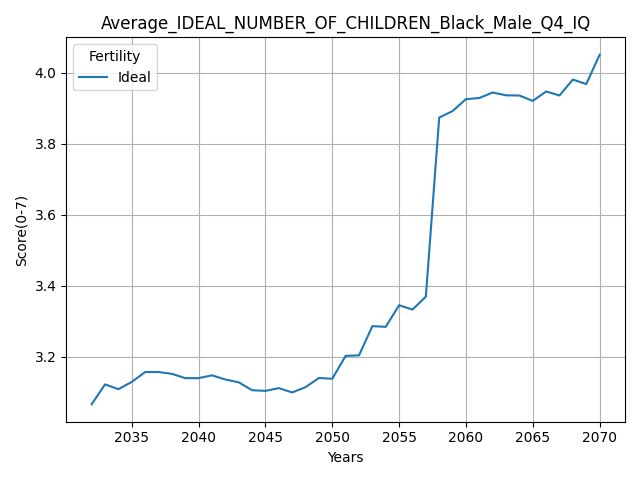 Average_IDEAL_NUMBER_OF_CHILDREN_Black_Male_Q4_IQ
Fertility
Ideal
4.0
3.8
3.6
3.4
3.2
Score(0-7)
2035 2040 2045 2050 2055 2060 2065 2070
Years